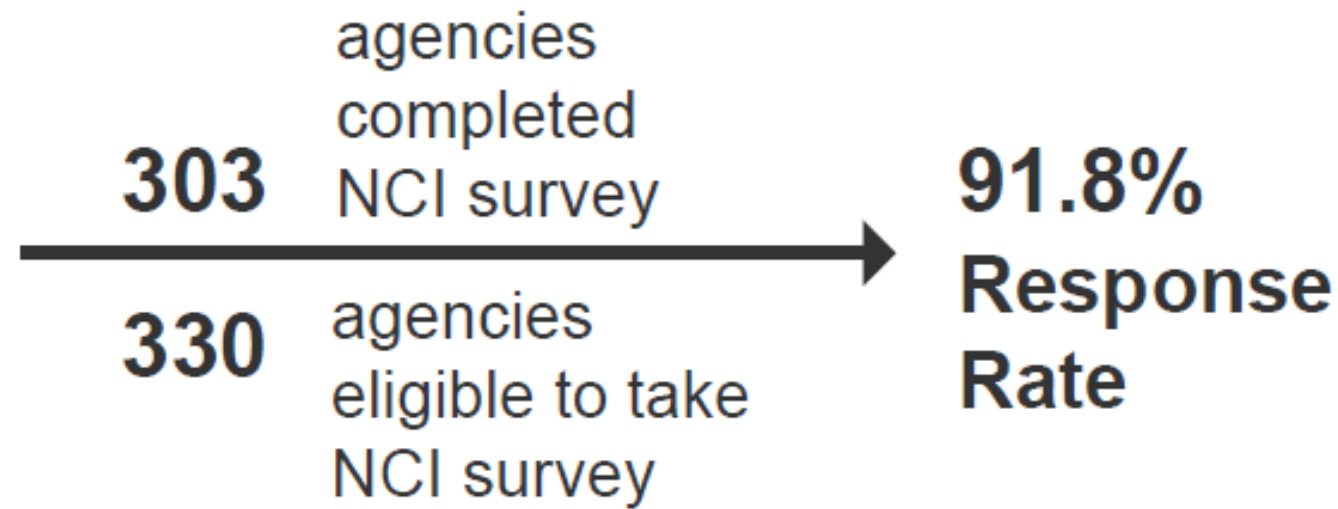 303
agencies
completed
NCI survey
330
agencies
eligible to take
NCI survey
91.8%
Response
Rate